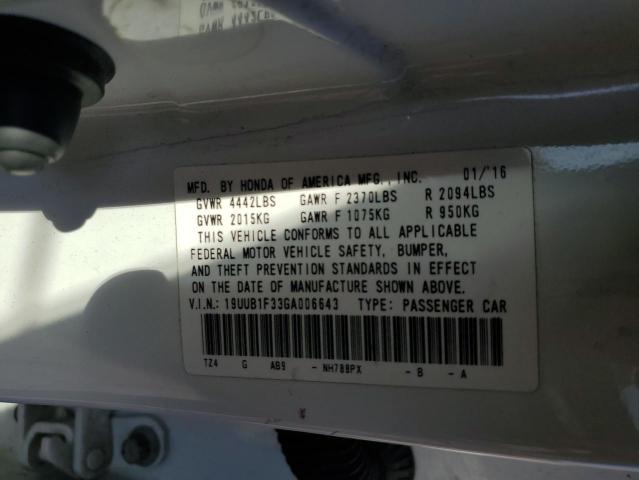 MFD. BY HONDA OF AMERICA MFG., INC. 01/'16
GVWR 4442LBS GAWR F 2370LBS R 2094LBS
GVWR 2015KG GAWR F 1075KG R 950KG
THIS VEHICLE CONFORMS TO ALL APPLICABLE
FEDERAL MOTOR VEHICLE SAFETY, BUMPER,
AND THEFT PREVENTION STANDARDS IN EFFECT
ON THE DATE OF MANUFACTURE SHOWN ABOVE.
V.I.N.: 19UUB1F33GA006643 TYPE: PASSENGER CAR
TZ4 G AB9 - NH788PX - B - A